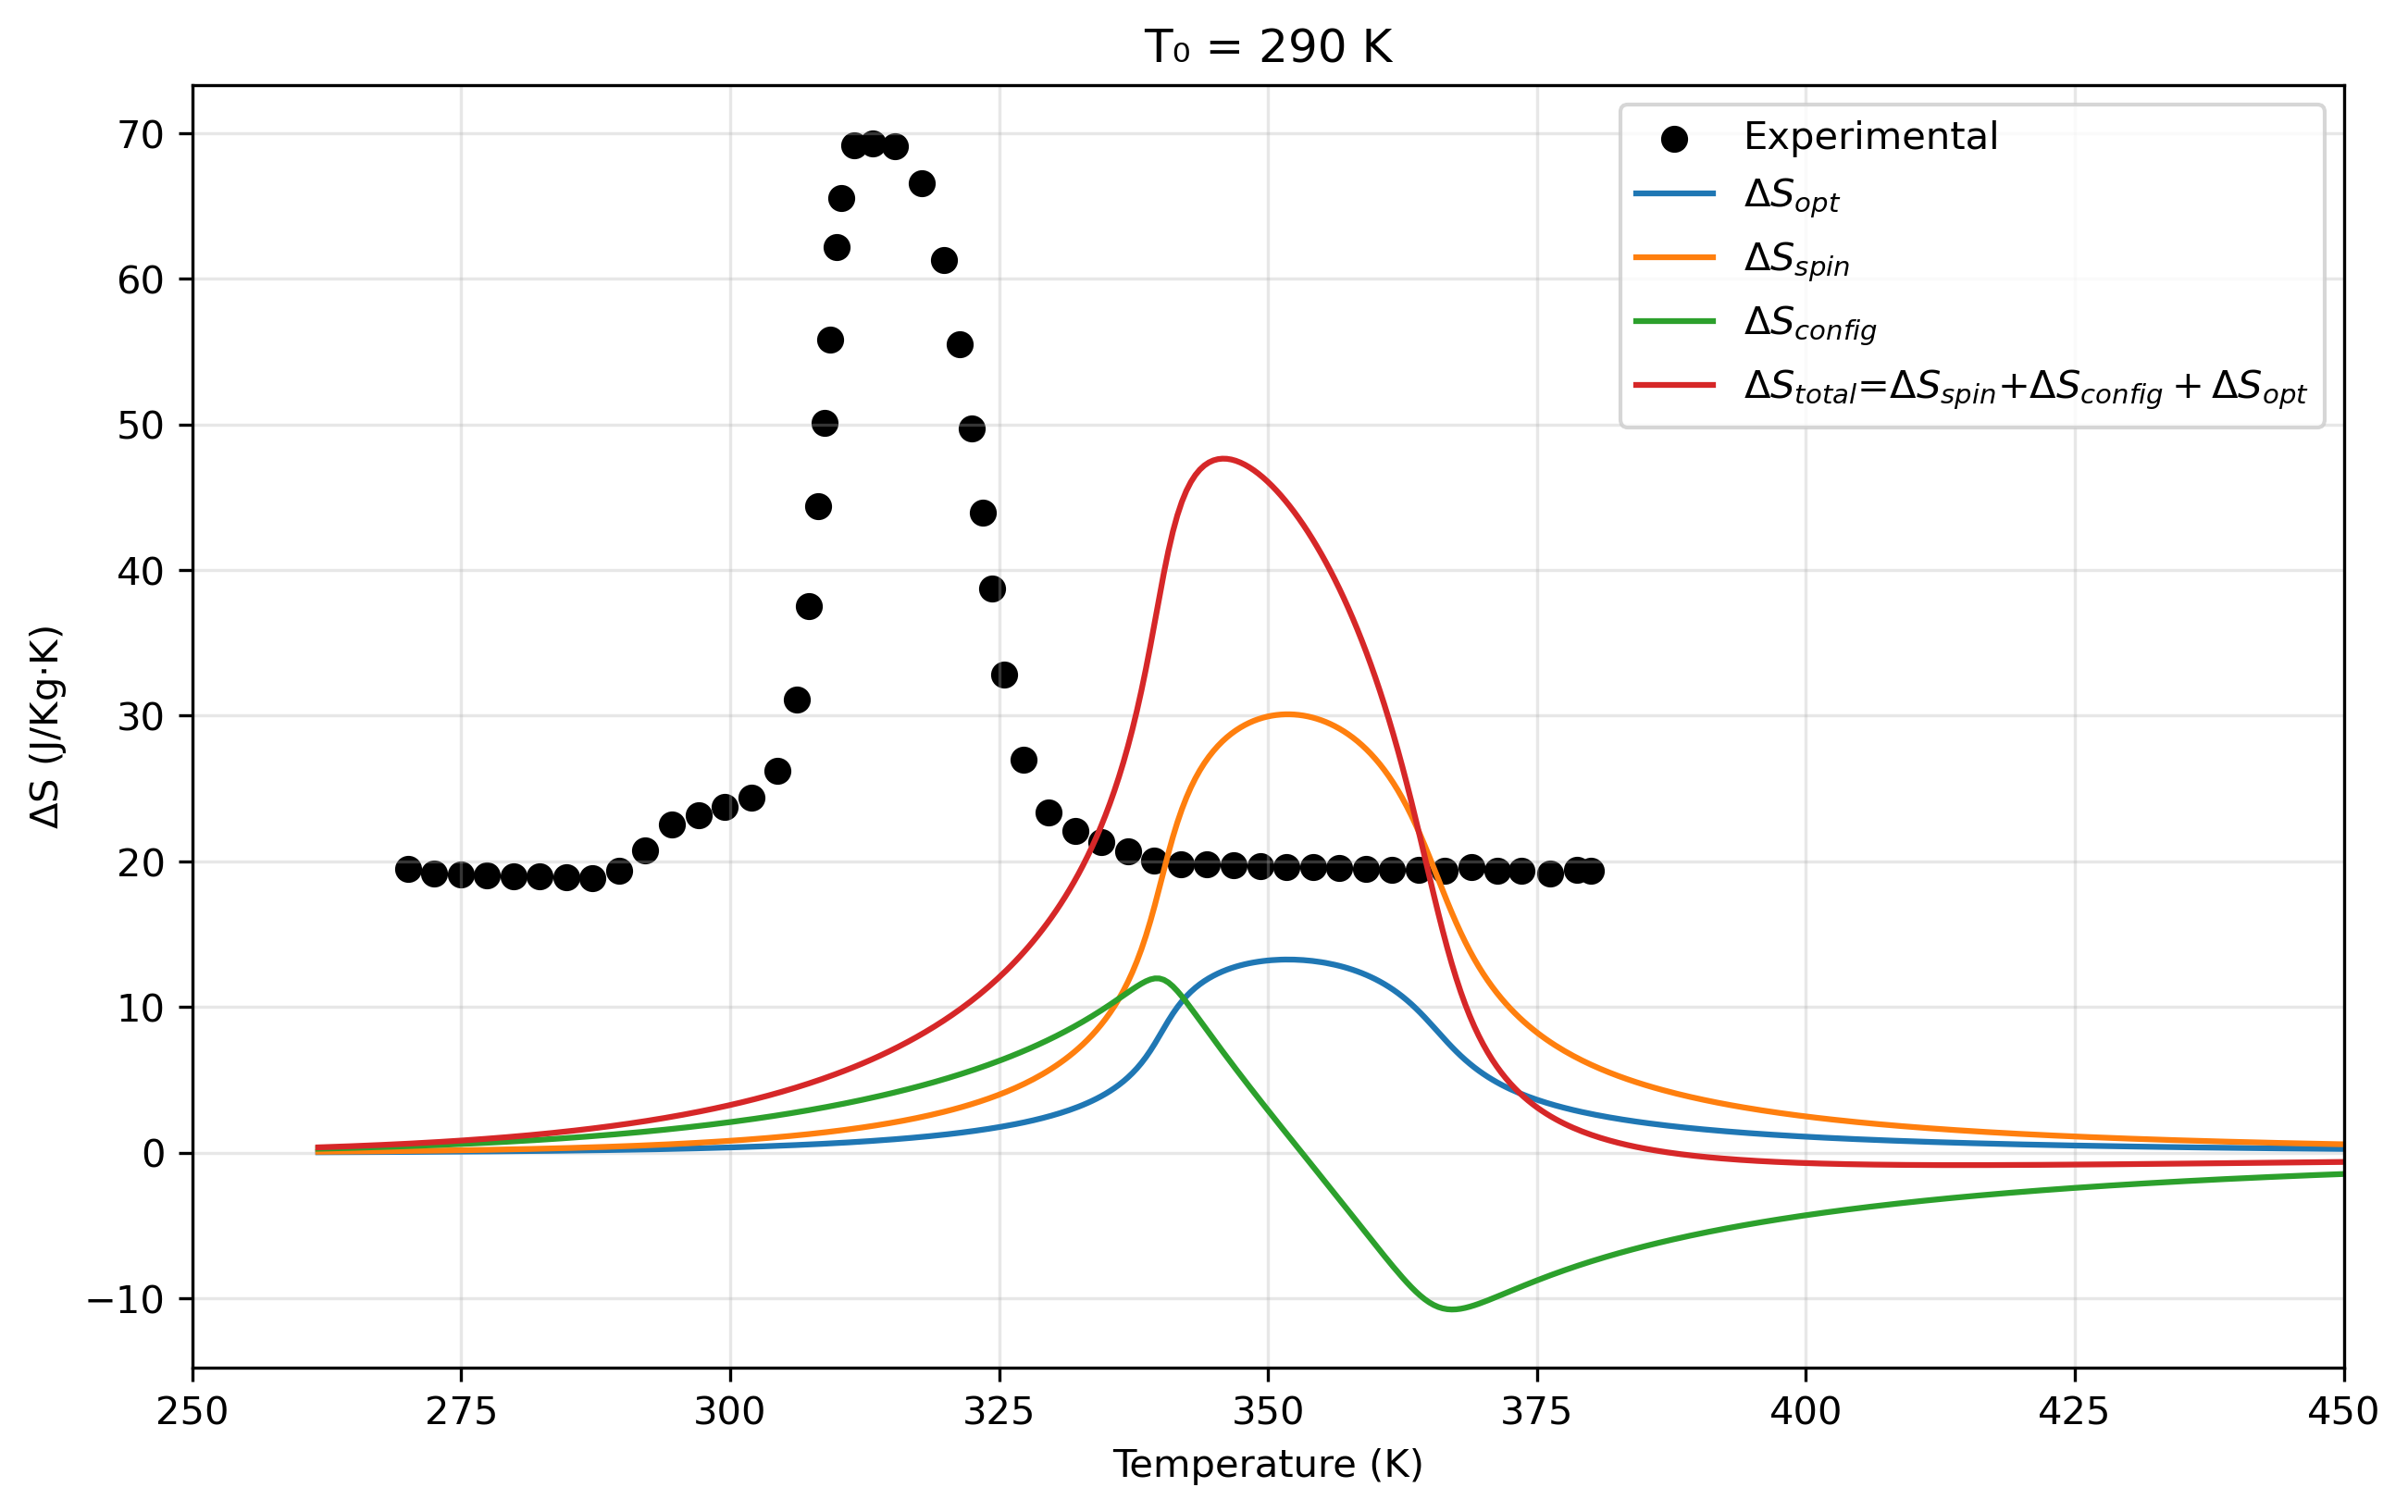 T₀ = 290 K
ΔS (J/Kg·K)
70
60
50
40
30
20
10
0
−10
Experimental
ΔS_opt
ΔS_spin
ΔS_config
ΔS_total=ΔS_spin+ΔS_config + ΔS_opt
250 275 300 325 350 375 400 425 450
Temperature (K)